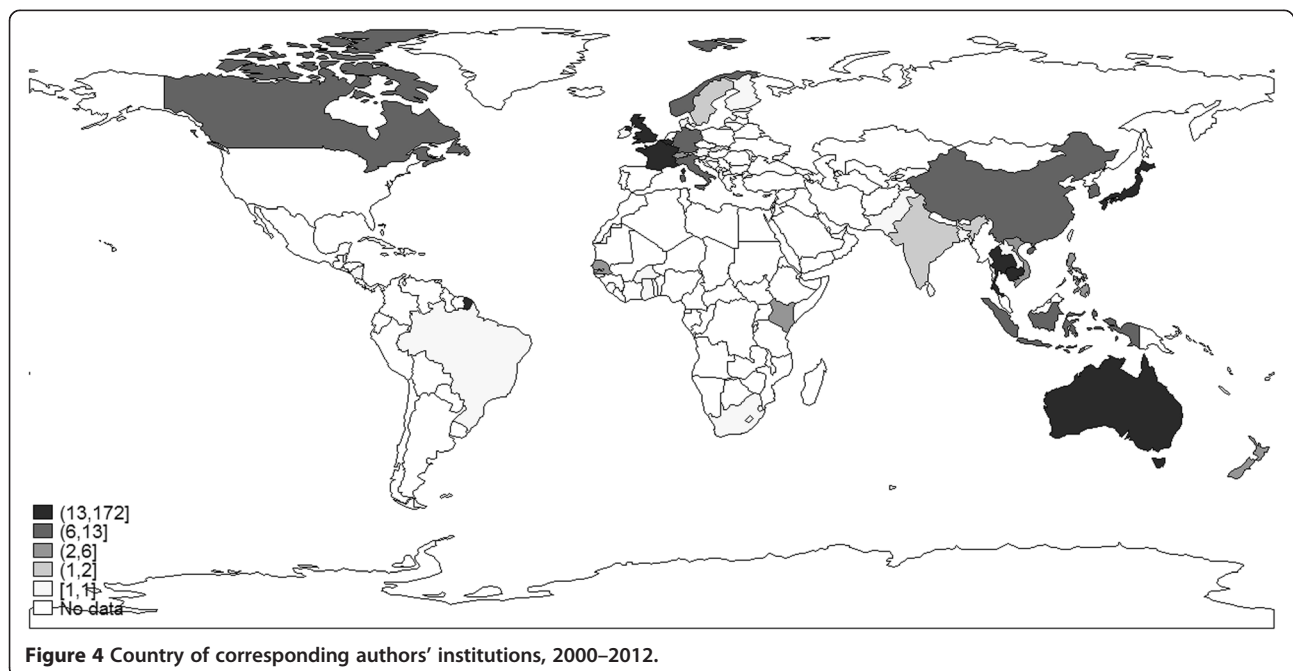 (13,172]
(6,13]
(2,6]
(1,2]
[1,1]
No data
Figure 4 Country of corresponding authors’ institutions, 2000–2012.